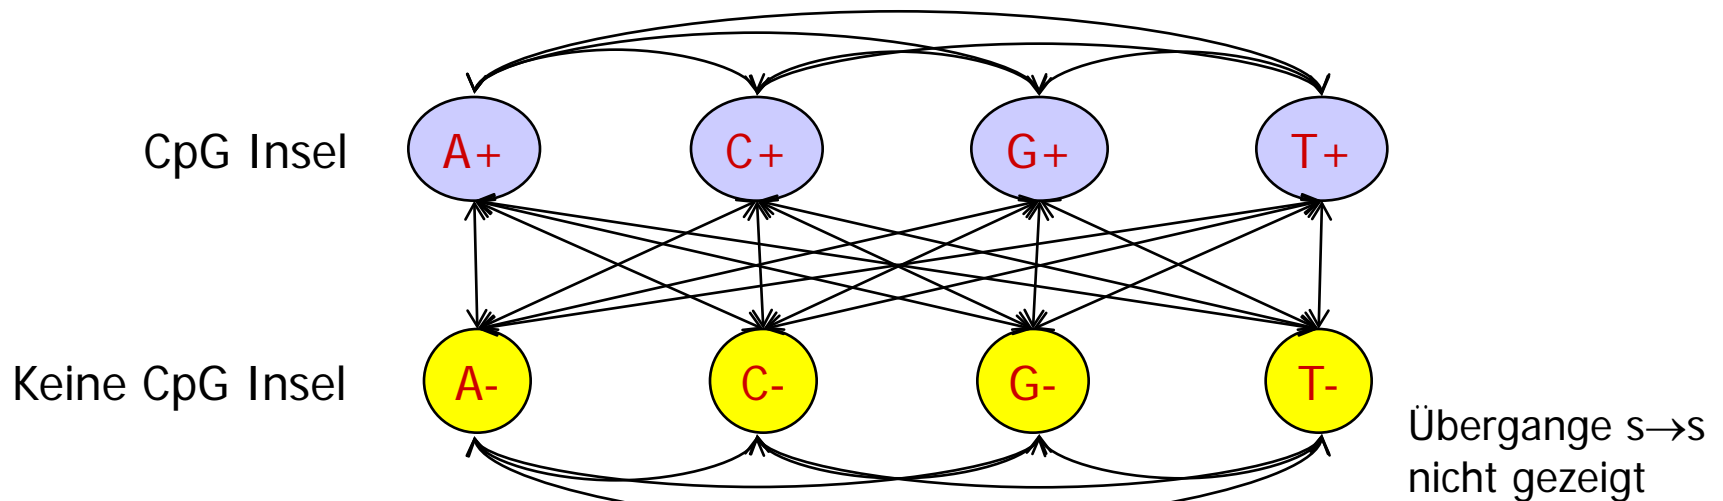 CpG Insel
A+
C+
G+
T+
Keine CpG Insel
A-
C-
G-
T-
Übergange s→s
nicht gezeigt